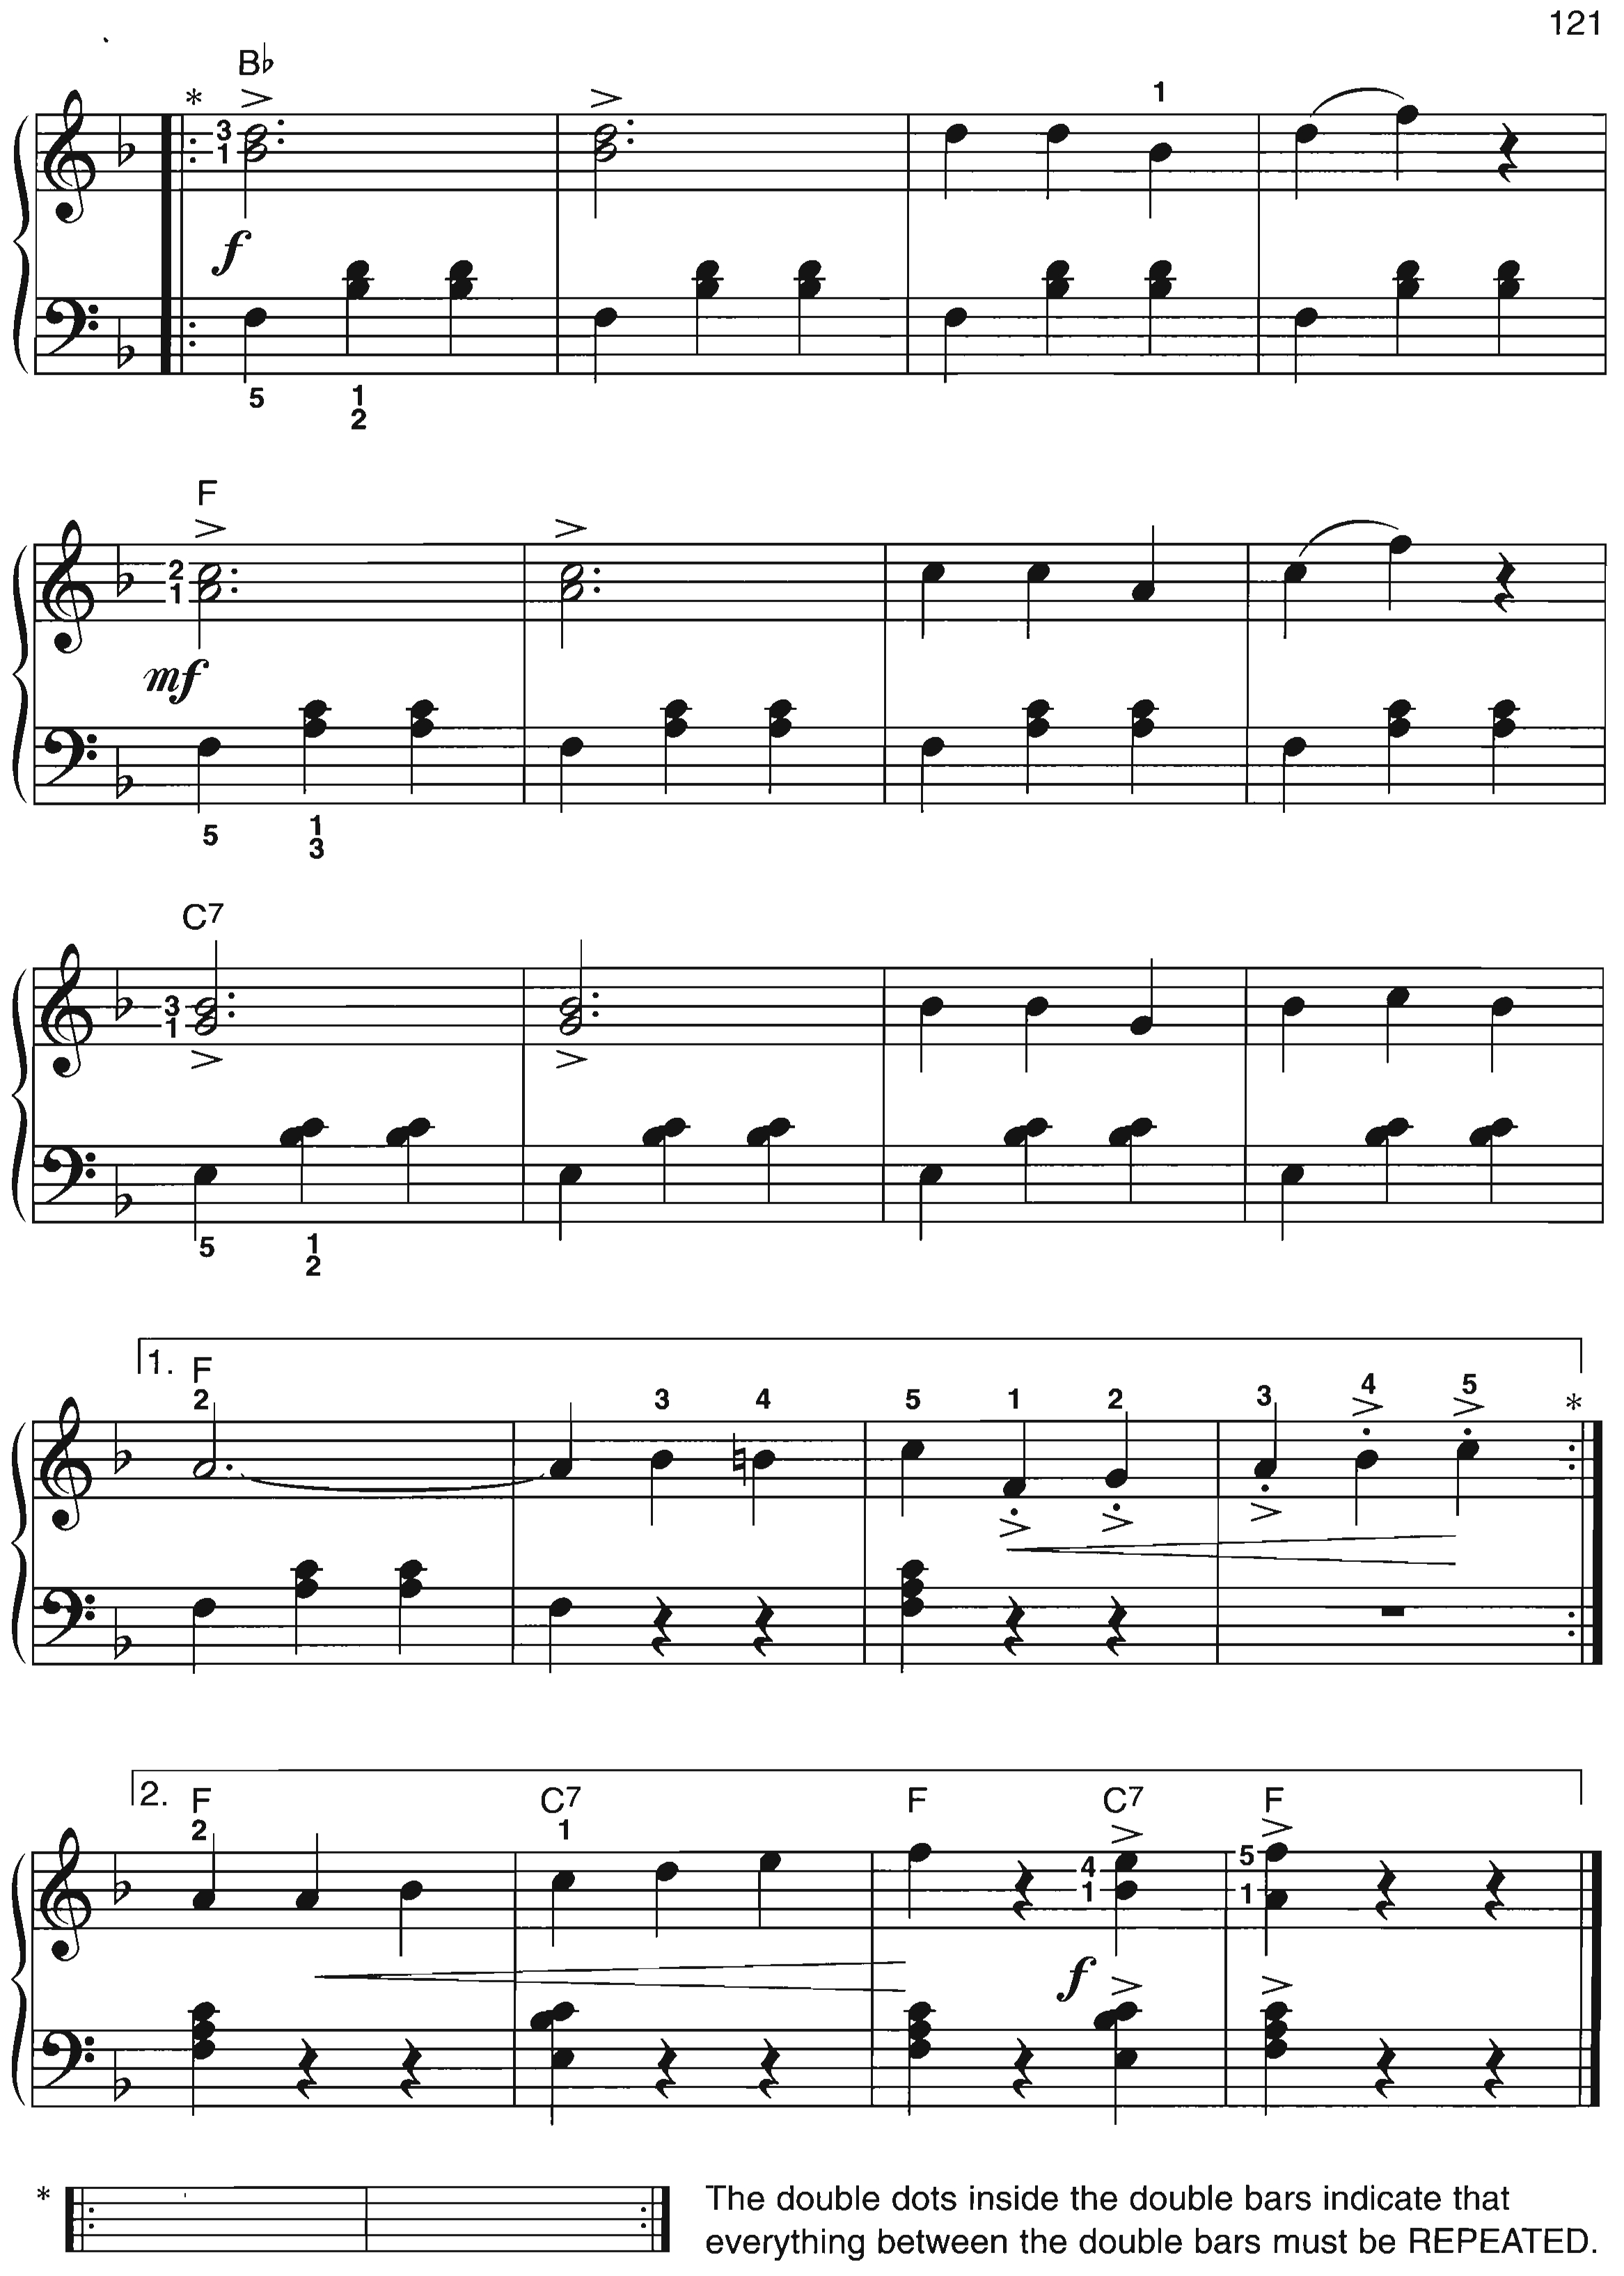 121
B♭
*
3
1
1
f
5
1
2
F
2
1
mf
5
1
3
C7
3
1
5
1
2
1. F
2 3 4 5 1 2 3 4 5 *
2. F C7 F C7 F
2 1 4 5
1 1
f
* The double dots inside the double bars indicate that
everything between the double bars must be REPEATED.